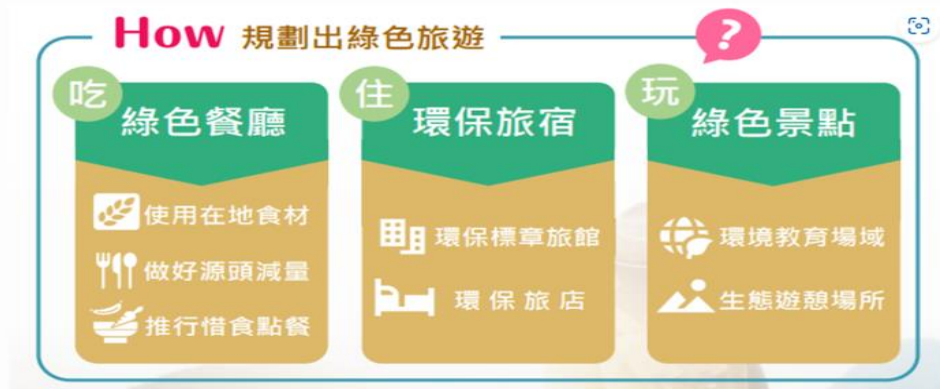 How 規劃出綠色旅遊
?
吃
綠色餐廳
使用在地食材
做好源頭減量
推行惜食點餐
住
環保旅宿
環保標章旅館
環保旅店
玩
綠色景點
環境教育場域
生態遊憩場所